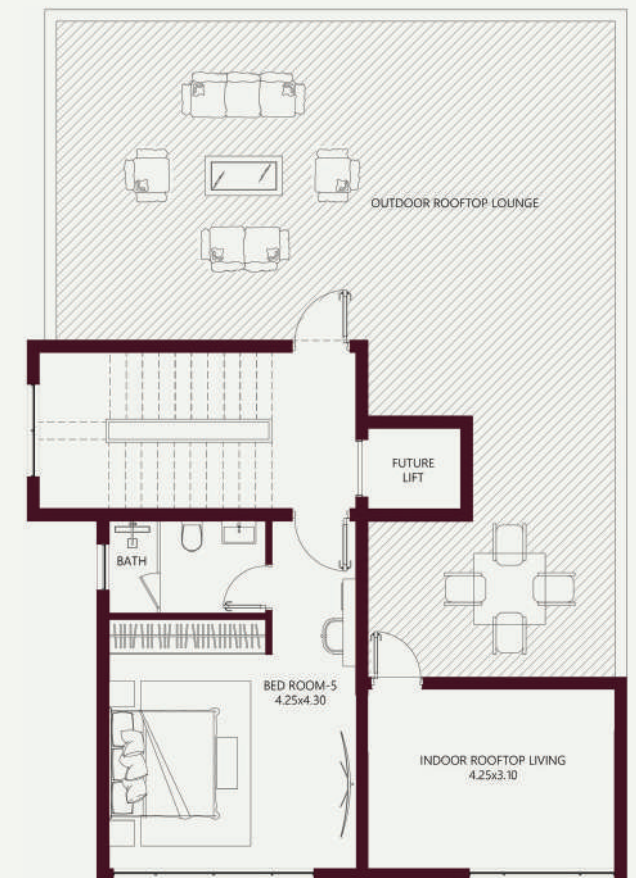 OUTDOOR ROOFTOP LOUNGE
FUTURE
LIFT
BATH
BED ROOM-5
4.25x4.30
INDOOR ROOFTOP LIVING
4.25x3.10